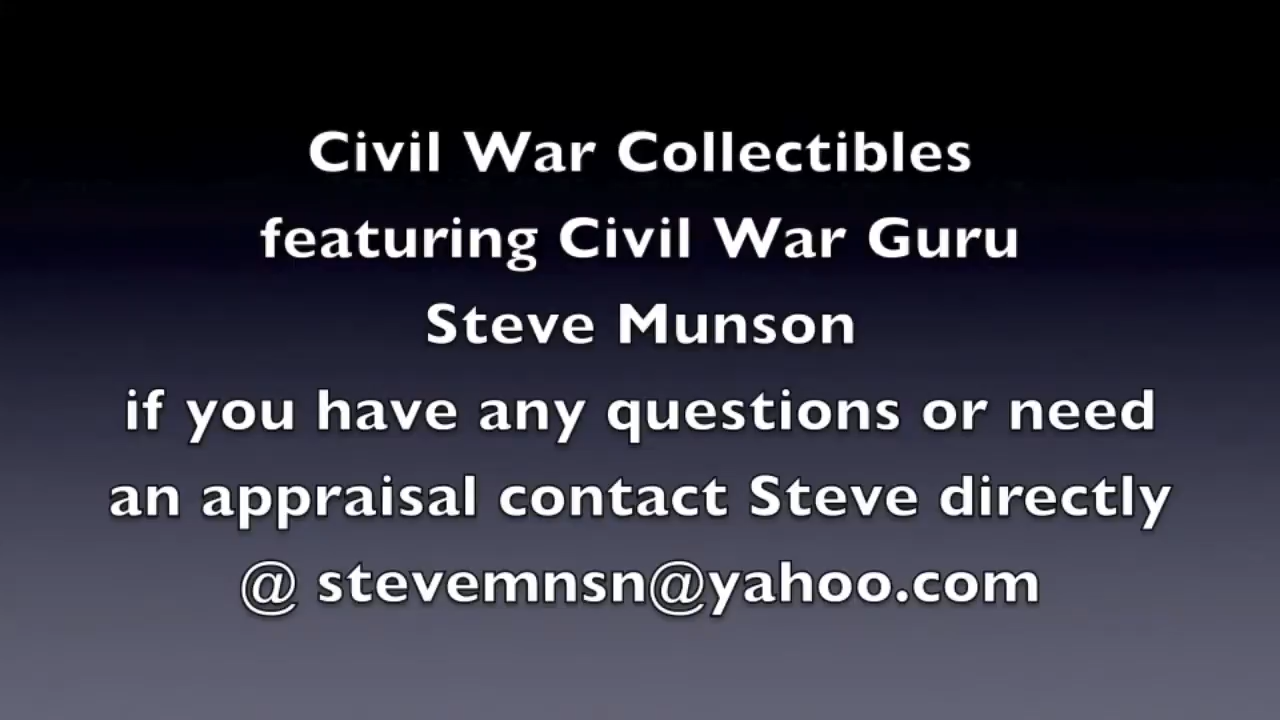 Civil War Collectibles
featuring Civil War Guru
Steve Munson
if you have any questions or need
an appraisal contact Steve directly
@ stevemnsn@yahoo.com